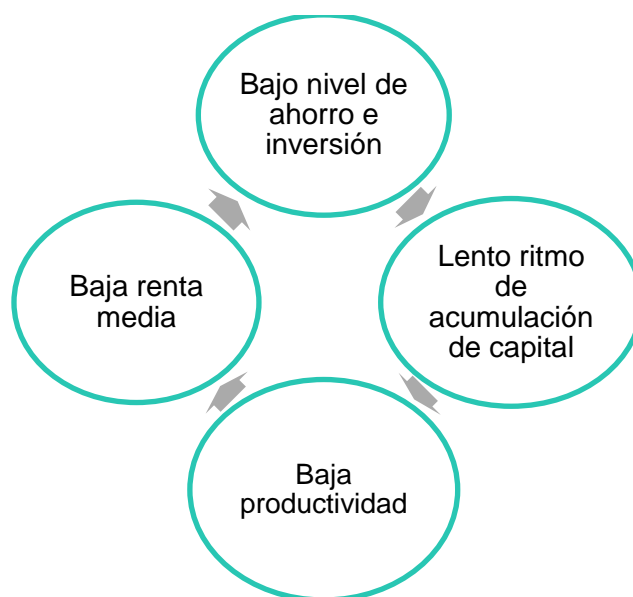 Bajo nivel de
ahorro e
inversión
Lento ritmo
de
acumulación
de capital
Baja
productividad
Baja renta
media